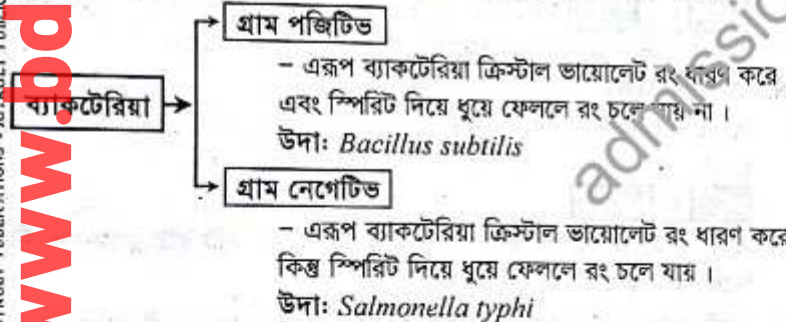 গ্রাম পজিটিভ
– এরূপ ব্যাকটেরিয়া ক্রিস্টাল ভায়োলেট রং ধারণ করে
ব্যাকটেরিয়া
এবং স্পিরিট দিয়ে ধুয়ে ফেললে রং চলে যায় না ।
উদা: Bacillus subtilis
গ্রাম নেগেটিভ
– এরূপ ব্যাকটেরিয়া ক্রিস্টাল ভায়োলেট রং ধারণ করে
কিন্তু স্পিরিট দিয়ে ধুয়ে ফেললে রং চলে যায় ।
উদা: Salmonella typhi
www.bd
admissio